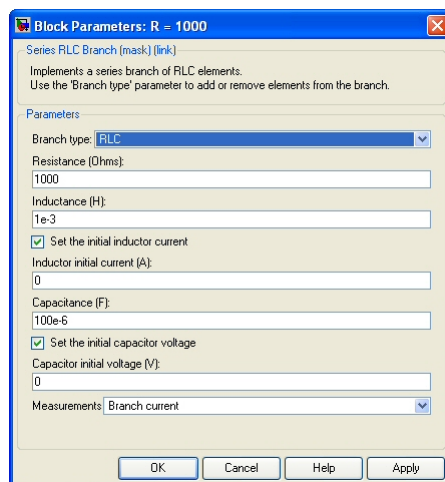 Block Parameters: R = 1000
Series RLC Branch (mask) (link)
Implements a series branch of RLC elements.
Use the 'Branch type' parameter to add or remove elements from the branch.
Parameters
Branch type: RLC
Resistance (Ohms):
1000
Inductance (H):
1e-3
Set the initial inductor current
Inductor initial current (A):
0
Capacitance (F):
100e-6
Set the initial capacitor voltage
Capacitor initial voltage (V):
0
Measurements Branch current
OK Cancel Help Apply